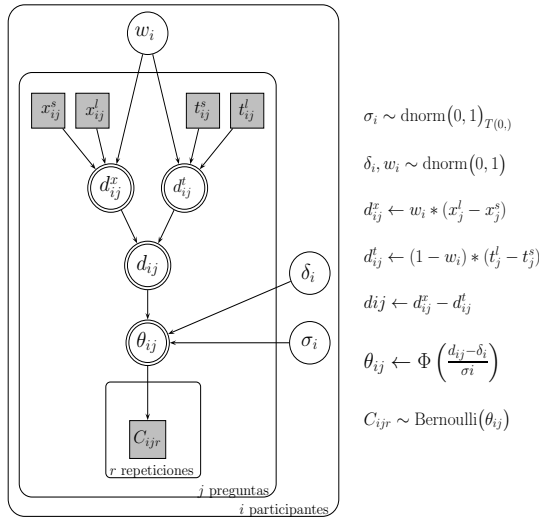 w_i
x^s_{ij} x^l_{ij} t^s_{ij} t^l_{ij}
d^x_{ij} d^t_{ij}
d_{ij}
δ_i
θ_{ij}
σ_i
C_{ijr}
r repeticiones
j preguntas
i participantes
σ_i ∼ dnorm(0, 1)_{T(0,)}
δ_i, w_i ∼ dnorm(0, 1)
d^x_{ij} ← w_i ∗ (x^l_j − x^s_j)
d^t_{ij} ← (1 − w_i) ∗ (t^l_j − t^s_j)
dij ← d^x_{ij} − d^t_{ij}
θ_{ij} ← Φ ( \frac{d_{ij} − δ_i}{σi} )
C_{ijr} ∼ Bernoulli(θ_{ij})